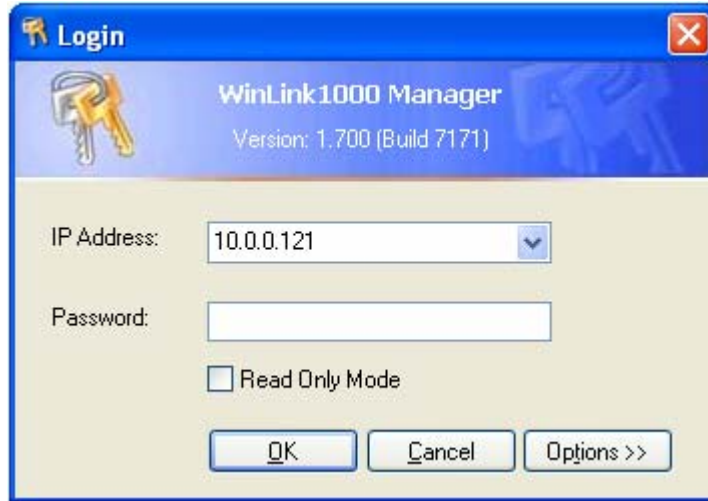 Login
WinLink1000 Manager
Version: 1.700 (Build 7171)
IP Address: 10.0.0.121
Password:
Read Only Mode
OK Cancel Options >>